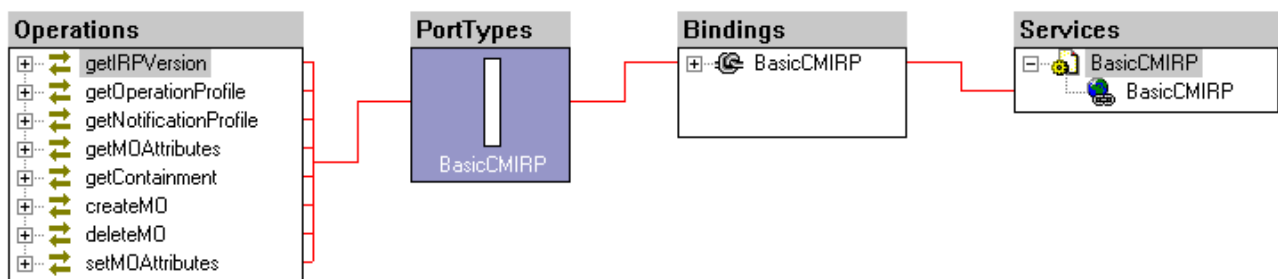 Operations
getIRPVersion
getOperationProfile
getNotificationProfile
getMOAttributes
getContainment
createMO
deleteMO
setMOAttributes
PortTypes
BasicCMIRP
Bindings
BasicCMIRP
Services
BasicCMIRP
BasicCMIRP